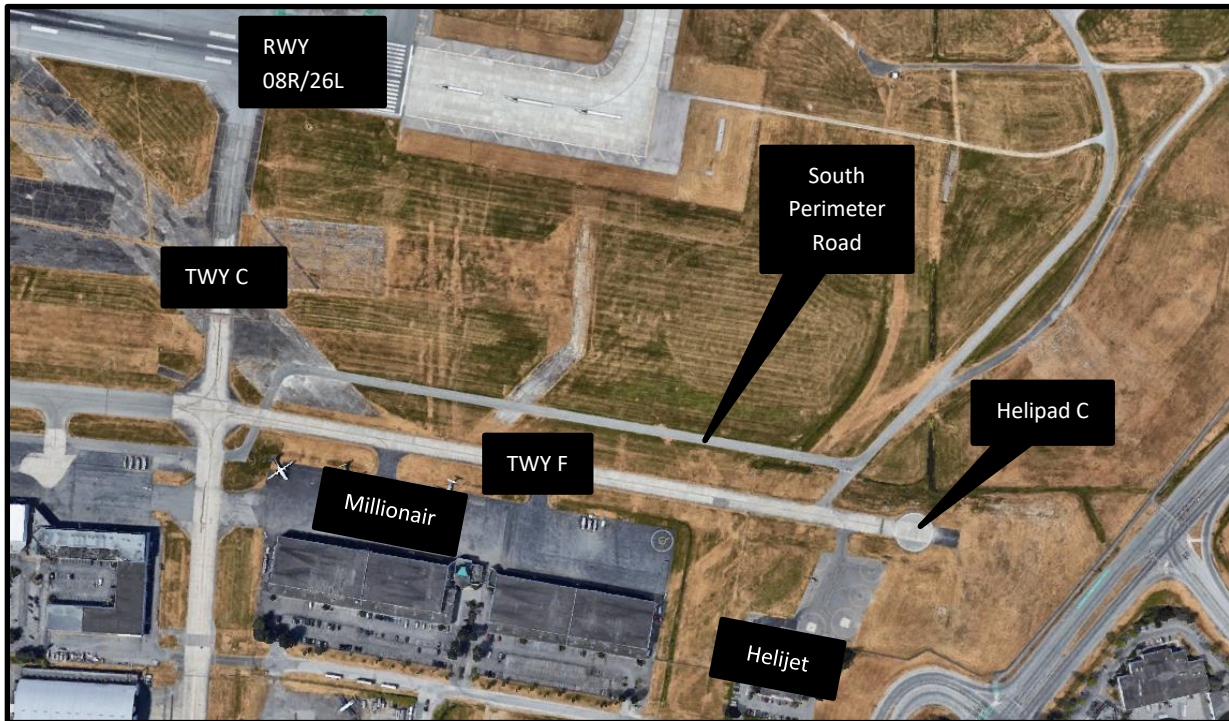 RWY
08R/26L
South
Perimeter
Road
TWY C
Helipad C
TWY F
Millionair
Helijet